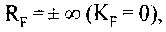 R_F = ± ∞ (K_F = 0),